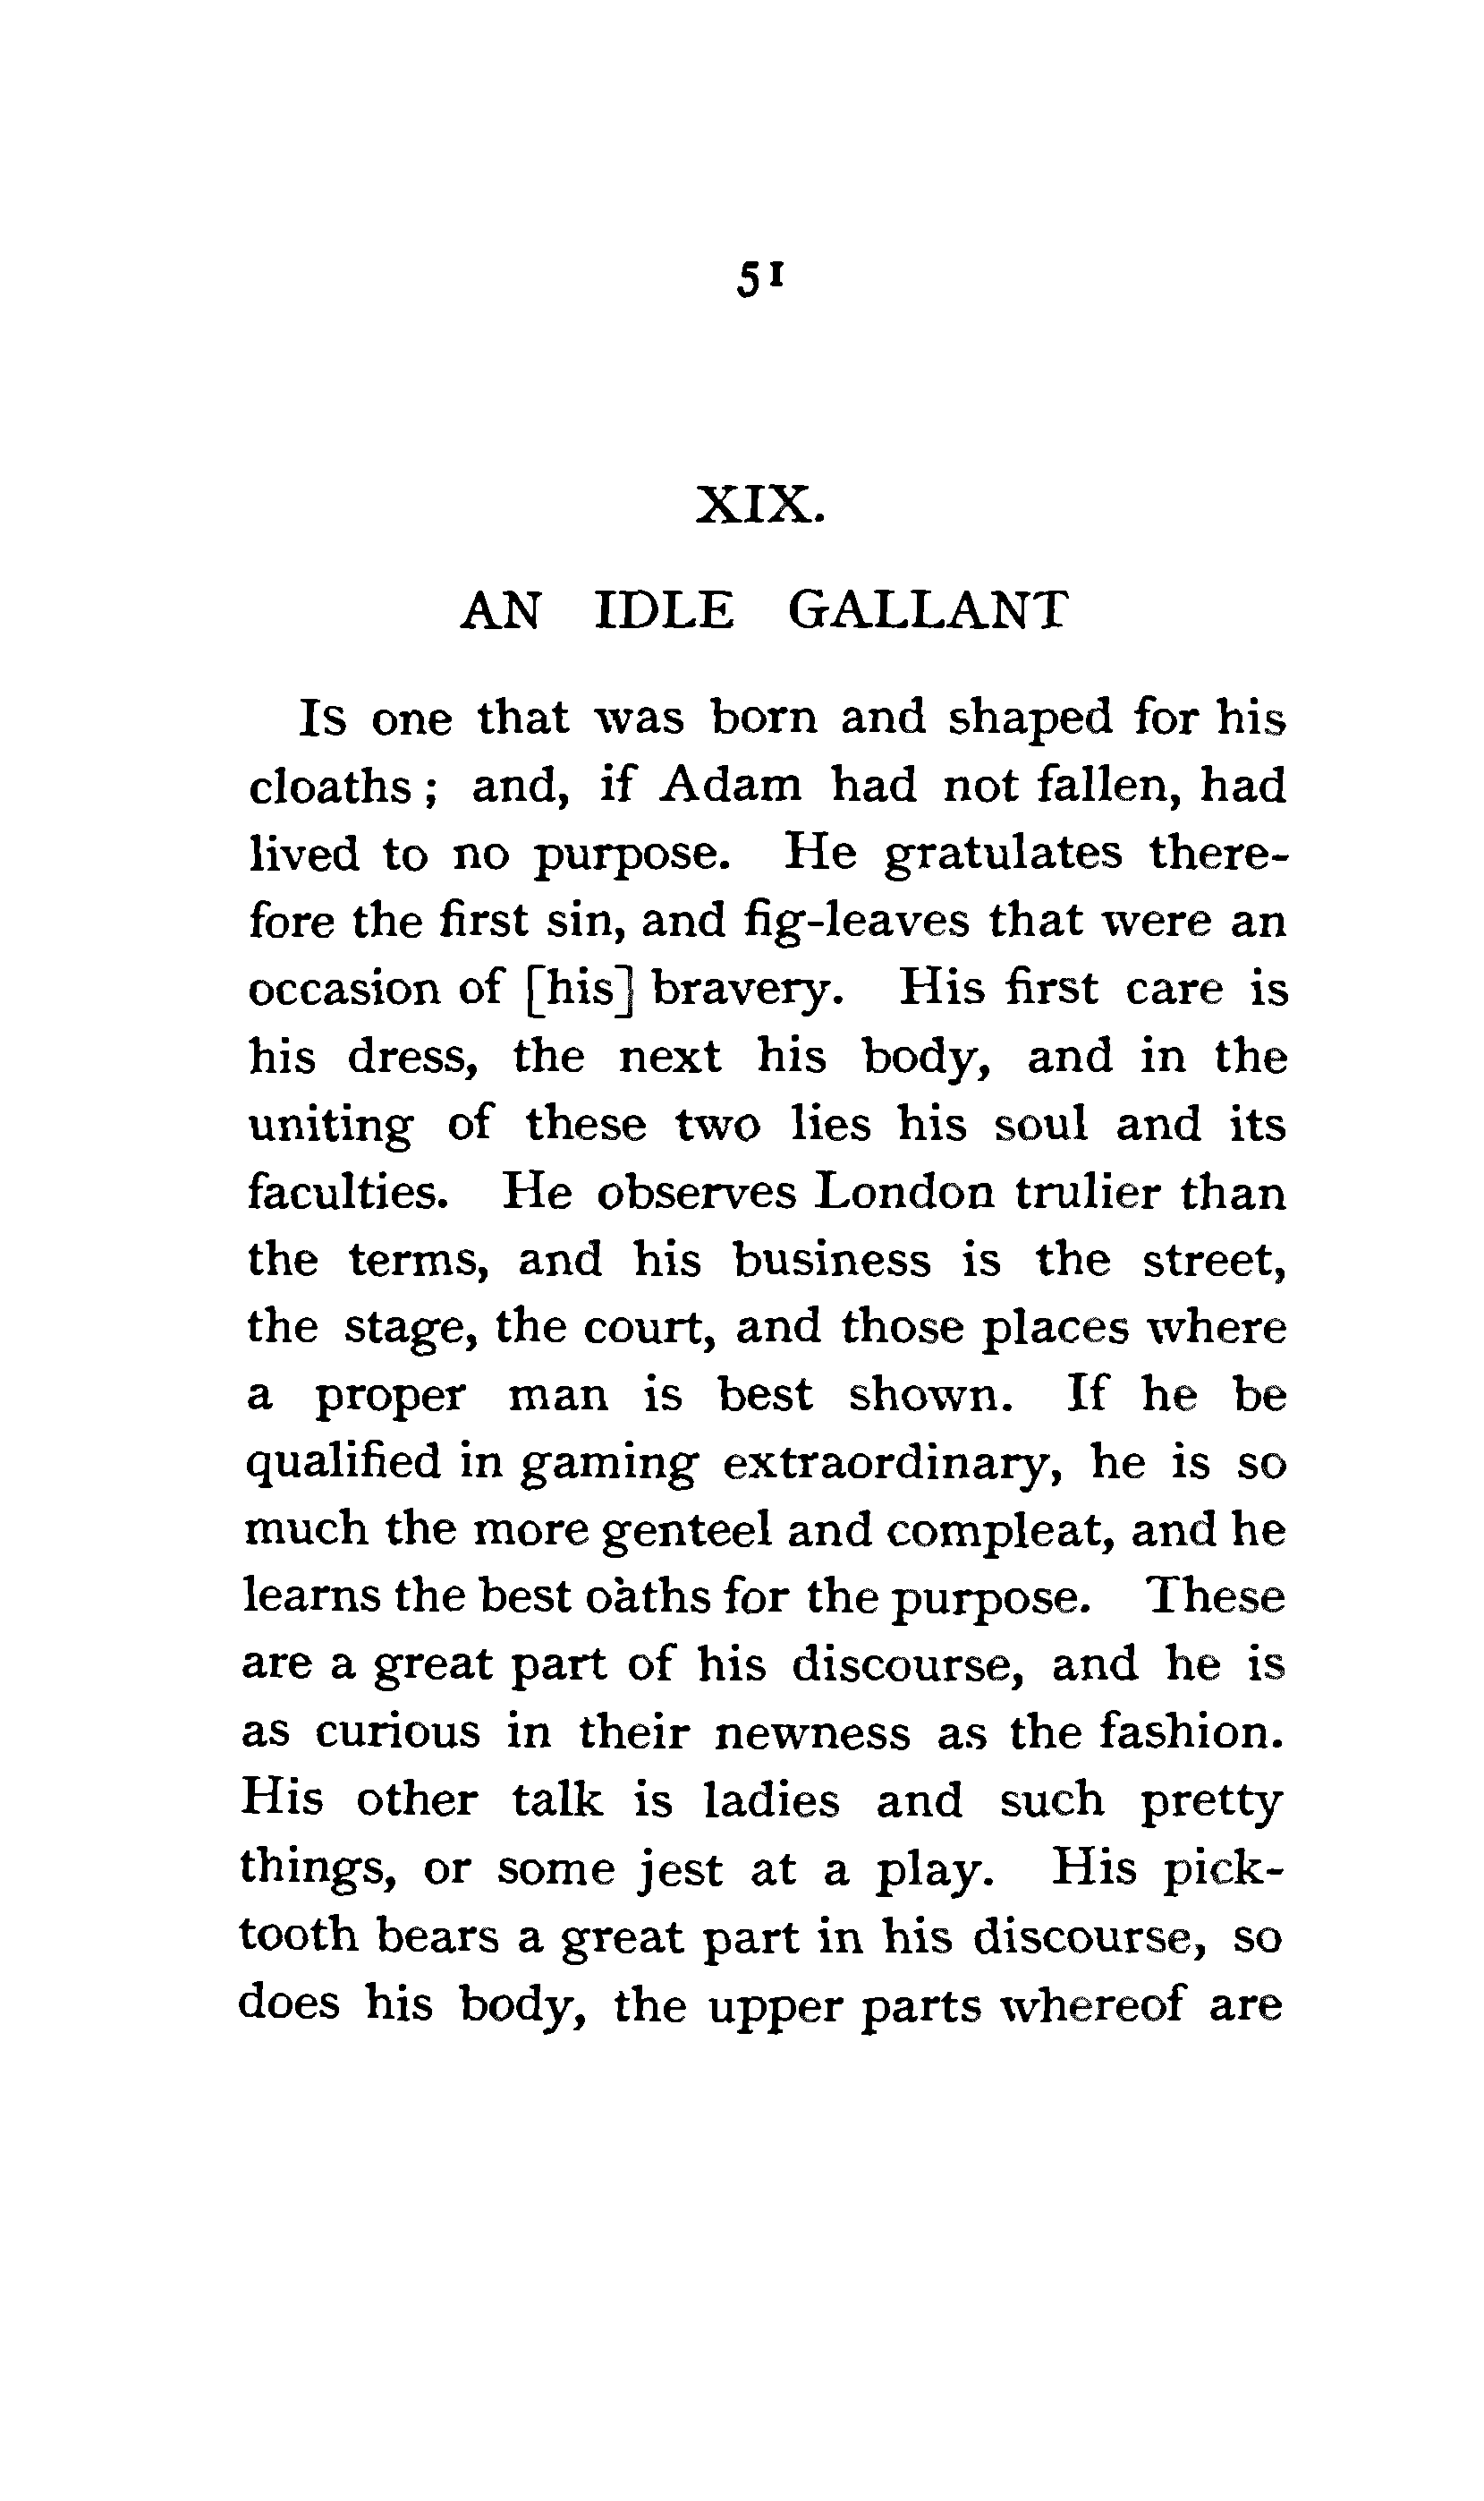 51
XIX.
AN IDLE GALLANT
Is one that was born and shaped for his
cloaths ; and, if Adam had not fallen, had
lived to no purpose. He gratulates there-
fore the first sin, and fig-leaves that were an
occasion of [his] bravery. His first care is
his dress, the next his body, and in the
uniting of these two lies his soul and its
faculties. He observes London trulier than
the terms, and his business is the street,
the stage, the court, and those places where
a proper man is best shown. If he be
qualified in gaming extraordinary, he is so
much the more genteel and compleat, and he
learns the best oaths for the purpose. These
are a great part of his discourse, and he is
as curious in their newness as the fashion.
His other talk is ladies and such pretty
things, or some jest at a play. His pick-
tooth bears a great part in his discourse, so
does his body, the upper parts whereof are